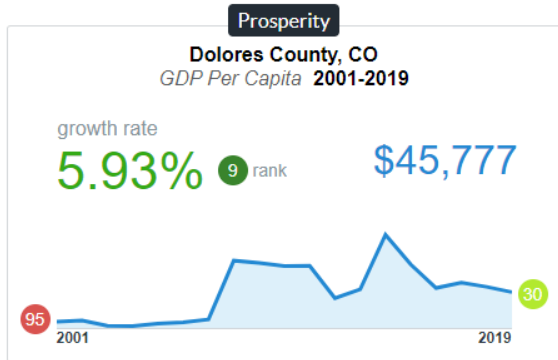 Prosperity
Dolores County, CO
GDP Per Capita 2001-2019
growth rate
5.93% 9 rank
$45,777
95
30
2001
2019